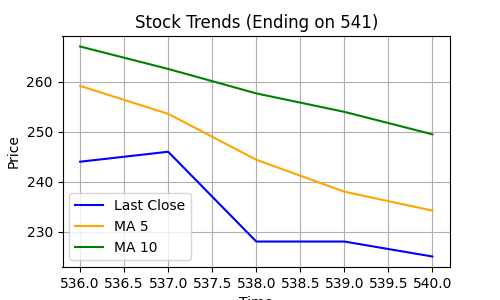 Stock Trends (Ending on 541)
Price
260
250
240
230
Last Close
MA 5
MA 10
536.0 536.5 537.0 537.5 538.0 538.5 539.0 539.5 540.0
Time